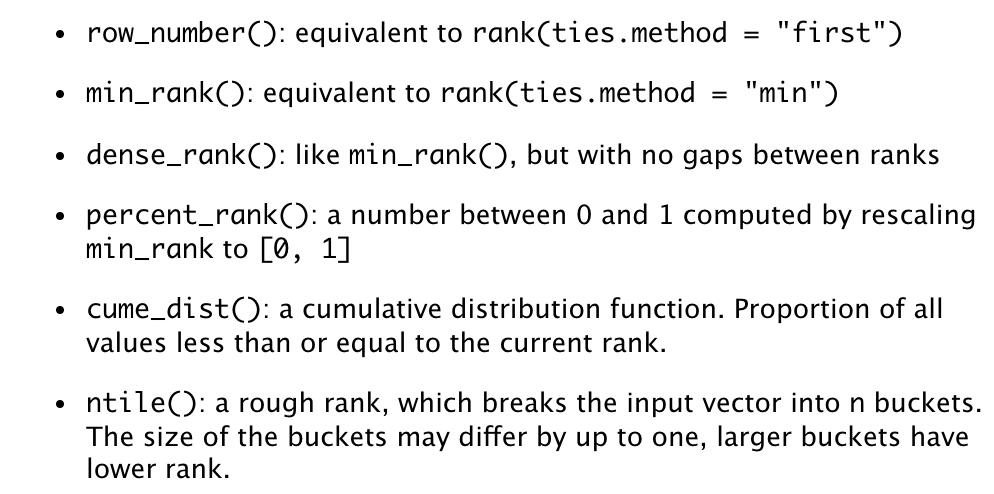 • row_number(): equivalent to rank(ties.method = "first")
• min_rank(): equivalent to rank(ties.method = "min")
• dense_rank(): like min_rank(), but with no gaps between ranks
• percent_rank(): a number between 0 and 1 computed by rescaling
min_rank to [0, 1]
• cume_dist(): a cumulative distribution function. Proportion of all
values less than or equal to the current rank.
• ntile(): a rough rank, which breaks the input vector into n buckets.
The size of the buckets may differ by up to one, larger buckets have
lower rank.